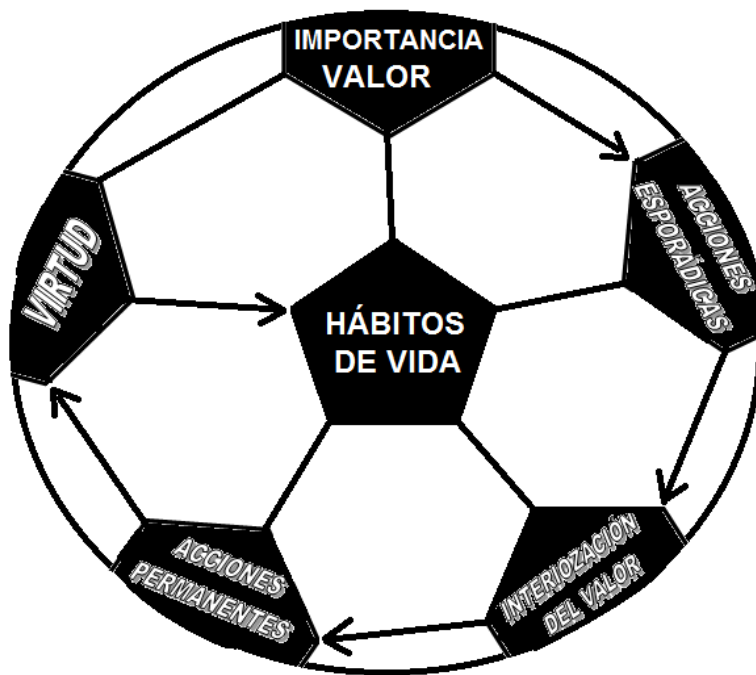 IMPORTANCIA
VALOR
ACCIONES
ESPORÁDICAS
VIRTUD
HÁBITOS
DE VIDA
INTERIOZACIÓN
DEL VALOR
ACCIONES
PERMANENTES